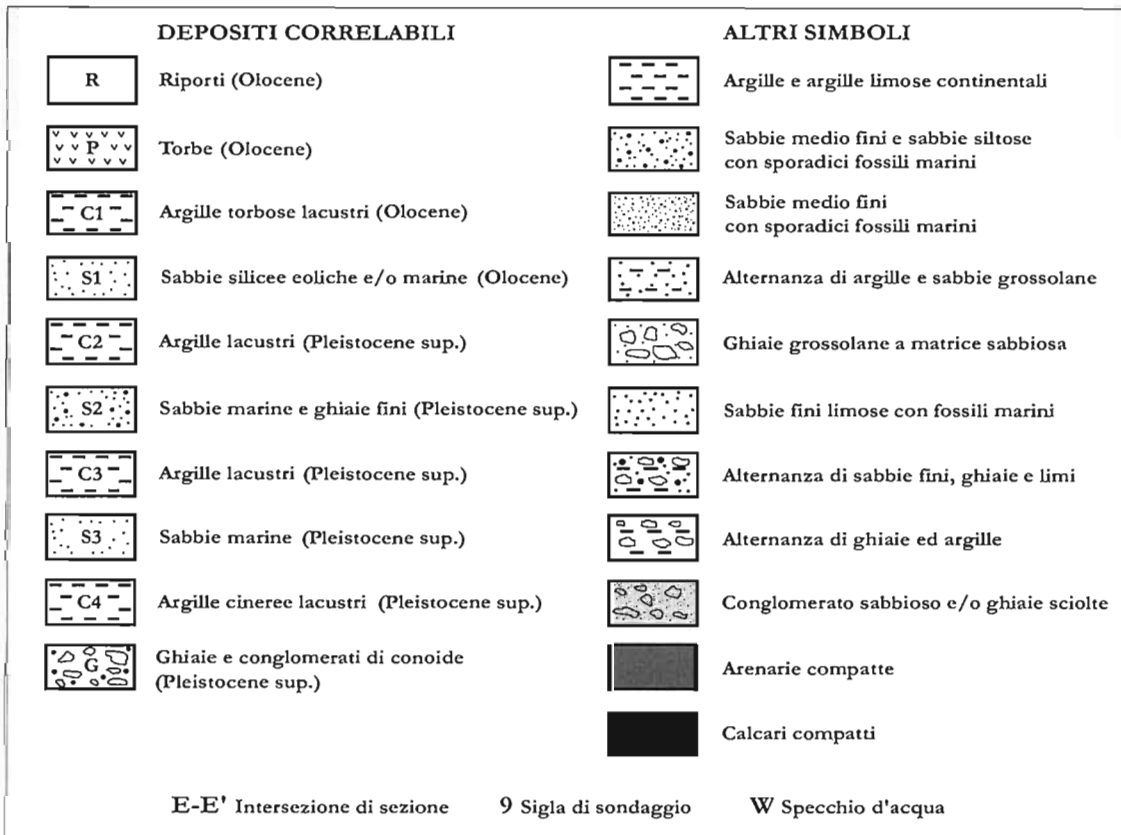 DEPOSITI CORRELABILI
R
Riporti (Olocene)
P
Torbe (Olocene)
C1
Argille torbose lacustri (Olocene)
S1
Sabbie silicee eoliche e/o marine (Olocene)
C2
Argille lacustri (Pleistocene sup.)
S2
Sabbie marine e ghiaie fini (Pleistocene sup.)
C3
Argille lacustri (Pleistocene sup.)
S3
Sabbie marine (Pleistocene sup.)
C4
Argille cineree lacustri (Pleistocene sup.)
G
Ghiaie e conglomerati di conoide
(Pleistocene sup.)
ALTRI SIMBOLI
Argille e argille limose continentali
Sabbie medio fini e sabbie siltose
con sporadici fossili marini
Sabbie medio fini
con sporadici fossili marini
Alternanza di argille e sabbie grossolane
Ghiaie grossolane a matrice sabbiosa
Sabbie fini limose con fossili marini
Alternanza di sabbie fini, ghiaie e limi
Alternanza di ghiaie ed argille
Conglomerato sabbioso e/o ghiaie sciolte
Arenarie compatte
Calcari compatti
E-E' Intersezione di sezione 9 Sigla di sondaggio W Specchio d'acqua